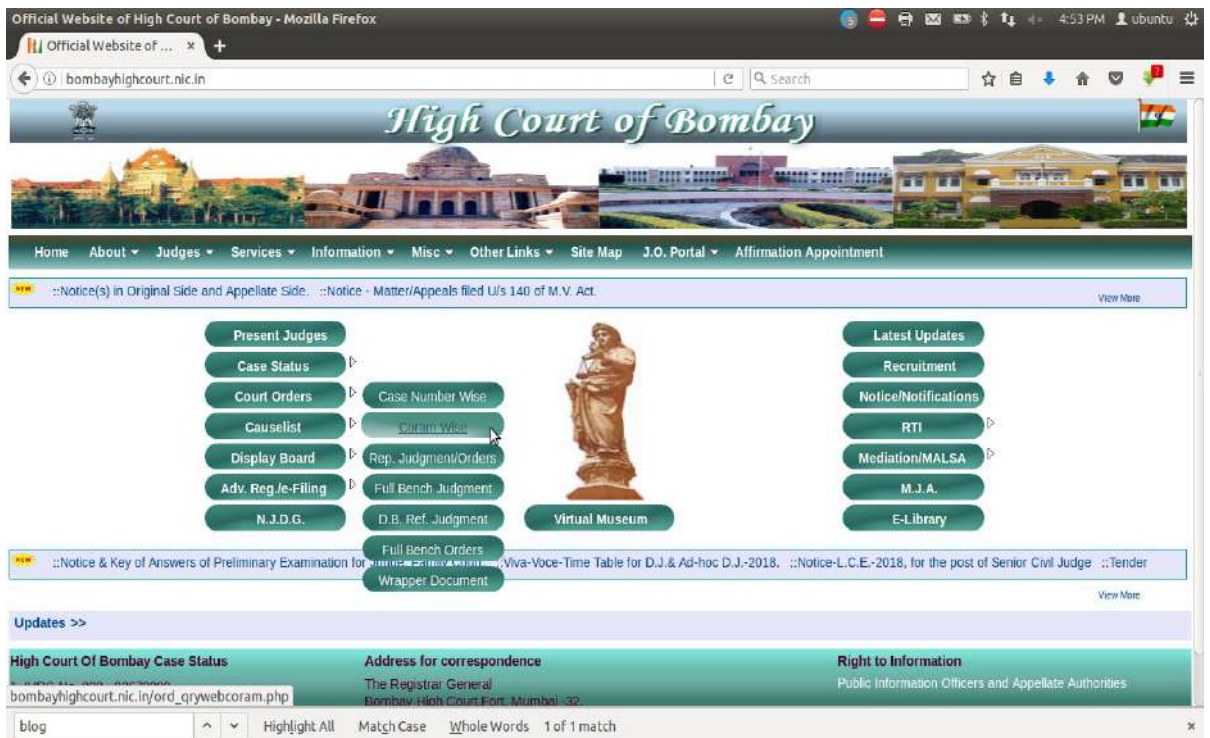 Official Website of High Court of Bombay - Mozilla Firefox
4:53 PM ubuntu
Official Website of ... × +
bombayhighcourt.nic.in
Search
2
High Court of Bombay
Home About Judges Services Information Misc Other Links Site Map J.O. Portal Affirmation Appointment
NEW ::Notice(s) in Original Side and Appellate Side. ::Notice - Matter/Appeals filed U/s 140 of M.V. Act.
View More
Present Judges
Case Status
Court Orders
Causelist
Display Board
Adv. Reg./e-Filing
N.J.D.G.
Case Number Wise
Coram Wise
Rep. Judgment/Orders
Full Bench Judgment
D.B. Ref. Judgment
Full Bench Orders
Wrapper Document
Virtual Museum
Latest Updates
Recruitment
Notice/Notifications
RTI
Mediation/MALSA
M.J.A.
E-Library
NEW ::Notice & Key of Answers of Preliminary Examination for Family Court. ::Viva-Voce-Time Table for D.J.& Ad-hoc D.J.-2018. ::Notice-L.C.E.-2018, for the post of Senior Civil Judge ::Tender
View More
Updates >>
High Court Of Bombay Case Status
Address for correspondence
The Registrar General
Bombay High Court Fort, Mumbai -32.
Right to Information
Public Information Officers and Appellate Authorities
bombayhighcourt.nic.in/ord_qrywebcoram.php
blog Highlight All Match Case Whole Words 1 of 1 match ×